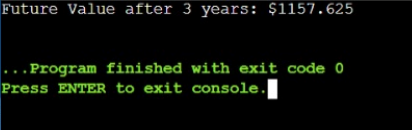 Future Value after 3 years: $1157.625
...Program finished with exit code 0
Press ENTER to exit console.